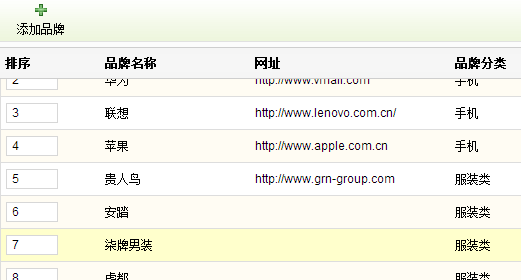 添加品牌
排序 品牌名称 网址 品牌分类
2 华为 http://www.vmall.com 手机
3 联想 http://www.lenovo.com.cn/ 手机
4 苹果 http://www.apple.com.cn 手机
5 贵人鸟 http://www.grn-group.com 服装类
6 安踏 服装类
7 柒牌男装 服装类
8 虎都 服装类